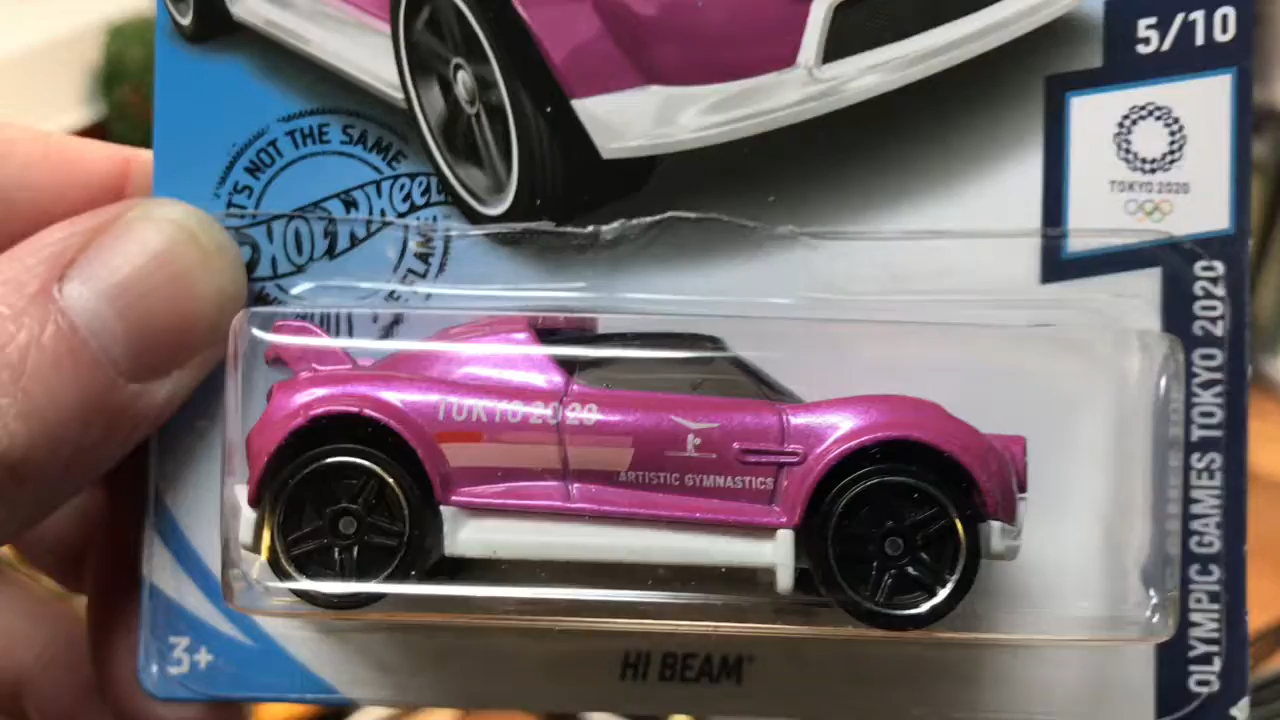 5/10
TOKYO 2020
IT'S NOT THE SAME
Hot Wheels
FLAME
OLYMPIC GAMES TOKYO 2020
TOKYO 2020
ARTISTIC GYMNASTICS
3+
HI BEAM